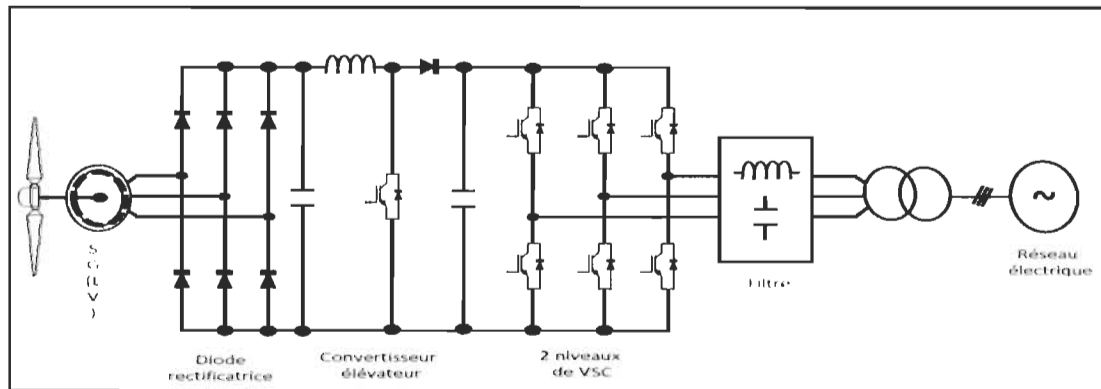 S
G
(L
V
)
Diode
rectificatrice
Convertisseur
élévateur
2 niveaux
de VSC
Filtre
~
Réseau
électrique